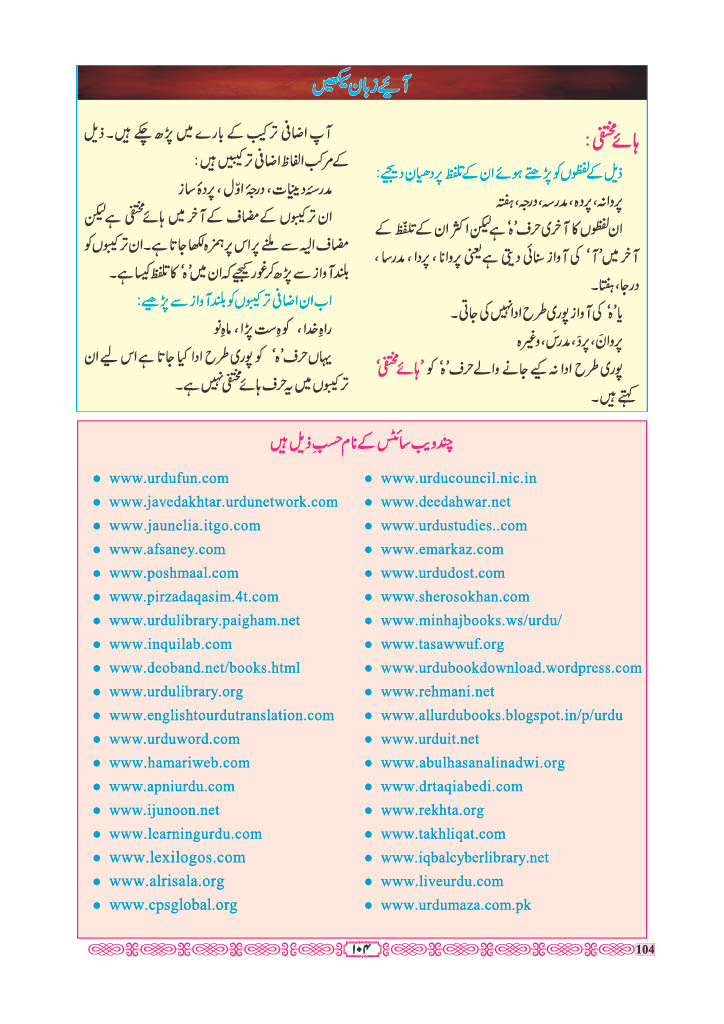 آئیے زبان سیکھیں
ہائے مختفی :
ذیل کے لفظوں کو پڑھتے ہوئے ان کے تلفظ پر دھیان دیجیے:
پروانہ، پردہ، مدرسہ، درجہ، ہفتہ
ان لفظوں کا آخری حرف 'ہ' ہے لیکن اکثر ان کے تلفّظ کے
آخر میں 'آ' کی آواز سنائی دیتی ہے یعنی پروانا ، پردا ، مدرسا ،
درجا، ہفتا۔
یا 'ہ' کی آواز پوری طرح ادا نہیں کی جاتی۔
پروانَ، پردَ، مدرسَ، وغیرہ
پوری طرح ادا نہ کیے جانے والے حرف 'ہ' کو 'ہائے مختفی'
کہتے ہیں۔
آپ اضافی ترکیب کے بارے میں پڑھ چکے ہیں۔ ذیل
کے مرکب الفاظ اضافی ترکیبیں ہیں:
مدرسۂ دینیات ، درجۂ اوّل ، پردۂ ساز
ان ترکیبوں کے مضاف کے آخر میں ہائے مختفی ہے لیکن
مضاف الیہ سے ملنے پر اس پر ہمزہ لکھا جاتا ہے۔ ان ترکیبوں کو
بلند آواز سے پڑھ کر غور کیجیے کہ ان میں 'ہ' کا تلفظ کیسا ہے۔
اب ان اضافی ترکیبوں کو بلند آواز سے پڑھیے:
راہِ خدا ، کوہِ ست پڑا ، ماہِ نو
یہاں حرف 'ہ' کو پوری طرح ادا کیا جاتا ہے اس لیے ان
ترکیبوں میں یہ حرف ہائے مختفی نہیں ہے۔
چند ویب سائٹس کے نام حسبِ ذیل ہیں
• www.urdufun.com
• www.javedakhtar.urdunetwork.com
• www.jaunelia.itgo.com
• www.afsaney.com
• www.poshmaal.com
• www.pirzadaqasim.4t.com
• www.urdulibrary.paigham.net
• www.inquilab.com
• www.deoband.net/books.html
• www.urdulibrary.org
• www.englishtourdutranslation.com
• www.urduword.com
• www.hamariweb.com
• www.apniurdu.com
• www.ijunoon.net
• www.learningurdu.com
• www.lexilogos.com
• www.alrisala.org
• www.cpsglobal.org
• www.urducouncil.nic.in
• www.deedahwar.net
• www.urdustudies..com
• www.emarkaz.com
• www.urdudost.com
• www.sherosokhan.com
• www.minhajbooks.ws/urdu/
• www.tasawwuf.org
• www.urdubookdownload.wordpress.com
• www.rehmani.net
• www.allurdubooks.blogspot.in/p/urdu
• www.urduit.net
• www.abulhasanalinadwi.org
• www.drtaqiabedi.com
• www.rekhta.org
• www.takhliqat.com
• www.iqbalcyberlibrary.net
• www.liveurdu.com
• www.urdumaza.com.pk
۱۰۴
104